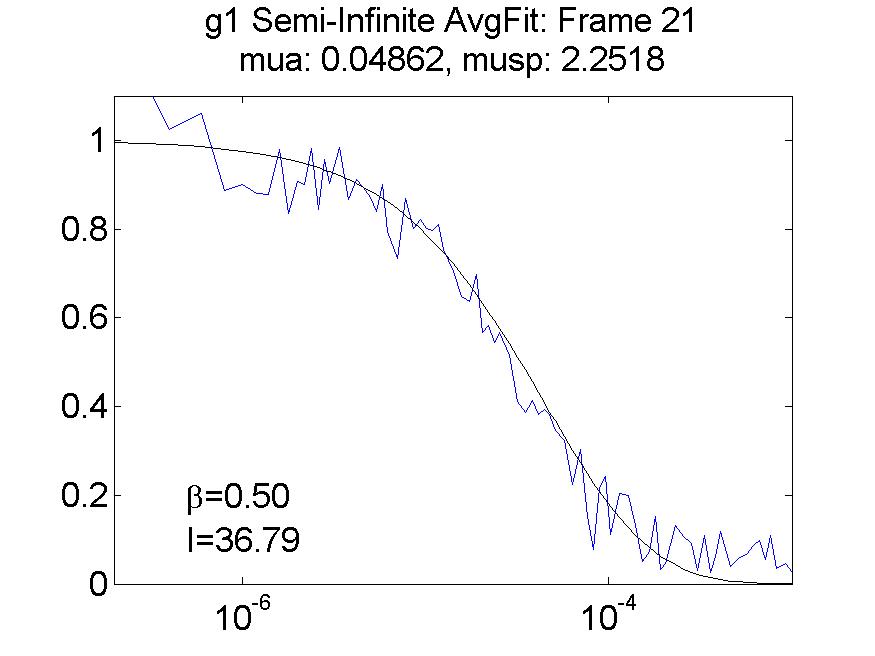 g1 Semi-Infinite AvgFit: Frame 21
mua: 0.04862, musp: 2.2518
1
0.8
0.6
0.4
0.2
0
β=0.50
I=36.79
10^-6
10^-4